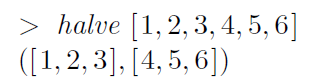 > halve [1, 2, 3, 4, 5, 6]
([1, 2, 3], [4, 5, 6])